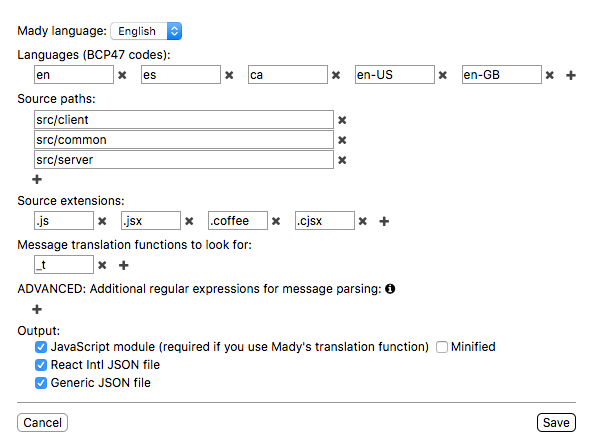 Mady language: English
Languages (BCP47 codes):
en es ca en-US en-GB
Source paths:
src/client
src/common
src/server
Source extensions:
.js .jsx .coffee .cjsx
Message translation functions to look for:
_t
ADVANCED: Additional regular expressions for message parsing:
Output:
JavaScript module (required if you use Mady's translation function) Minified
React Intl JSON file
Generic JSON file
Cancel Save